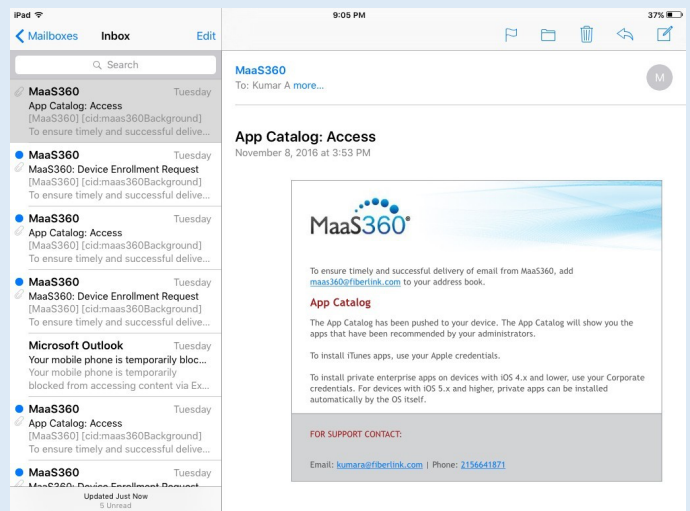 iPad
9:05 PM
37%
Mailboxes
Inbox
Edit
Search
MaaS360 Tuesday
App Catalog: Access
[MaaS360] [cid:maas360Background]
To ensure timely and successful delive...
MaaS360 Tuesday
MaaS360: Device Enrollment Request
[MaaS360] [cid:maas360Background]
To ensure timely and successful delive...
MaaS360 Tuesday
App Catalog: Access
[MaaS360] [cid:maas360Background]
To ensure timely and successful delive...
MaaS360 Tuesday
MaaS360: Device Enrollment Request
[MaaS360] [cid:maas360Background]
To ensure timely and successful delive...
Microsoft Outlook Tuesday
Your mobile phone is temporarily bloc...
Your mobile phone is temporarily
blocked from accessing content via Ex...
MaaS360 Tuesday
App Catalog: Access
[MaaS360] [cid:maas360Background]
To ensure timely and successful delive...
MaaS360 Tuesday
MaaS360: Device Enrollment Request
Updated Just Now
5 Unread
MaaS360
To: Kumar A more...
M
App Catalog: Access
November 8, 2016 at 3:53 PM
MaaS360®
To ensure timely and successful delivery of email from MaaS360, add
maas360@fiberlink.com to your address book.
App Catalog
The App Catalog has been pushed to your device. The App Catalog will show you the
apps that have been recommended by your administrators.
To install iTunes apps, use your Apple credentials.
To install private enterprise apps on devices with iOS 4.x and lower, use your Corporate
credentials. For devices with iOS 5.x and higher, private apps can be installed
automatically by the OS itself.
FOR SUPPORT CONTACT:
Email: kumara@fiberlink.com | Phone: 2156641871